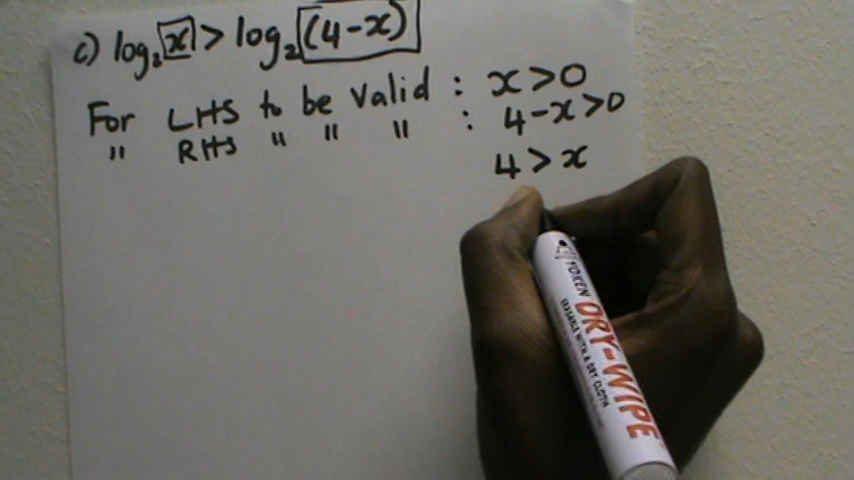 c) log₂ x > log₂ (4-x)
For LHS to be valid : x > 0
" RHS " " " : 4-x > 0
4 > x
TOKEN
DRY-WIPE
ERASABLE WITH A DRY CLOTH